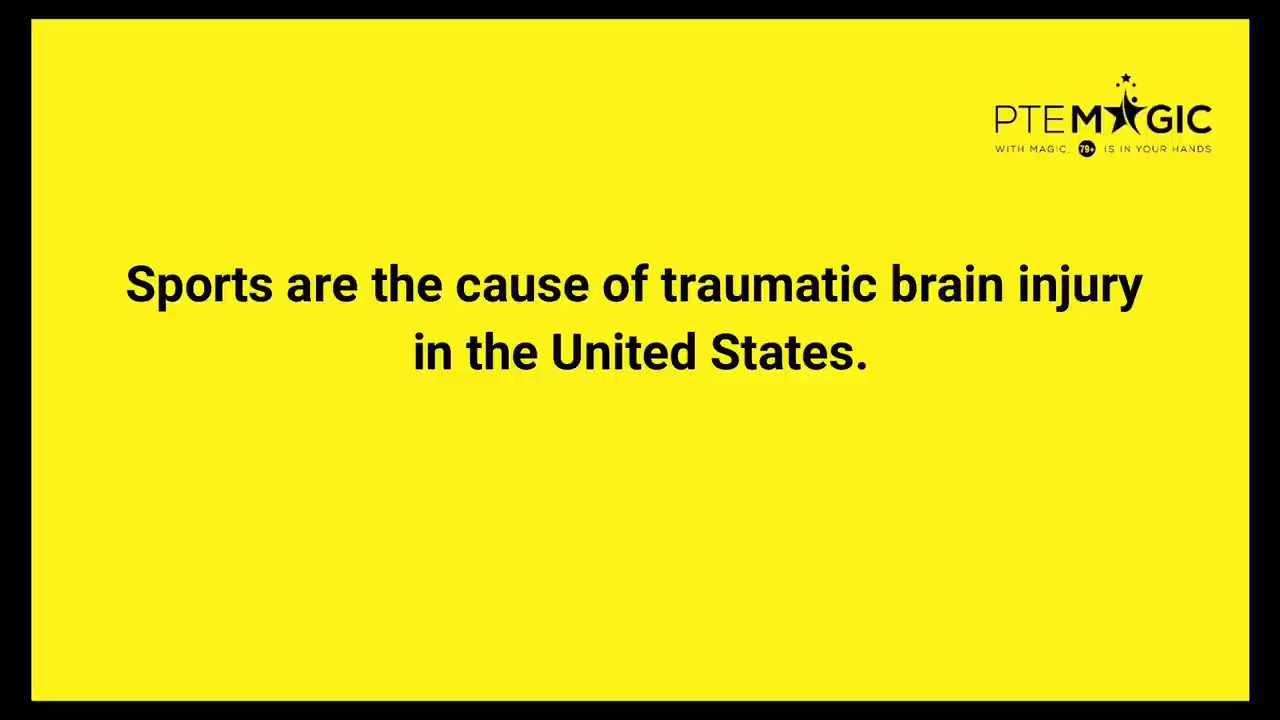 PTEMAGIC
WITH MAGIC, 79+ IS IN YOUR HANDS
Sports are the cause of traumatic brain injury
in the United States.